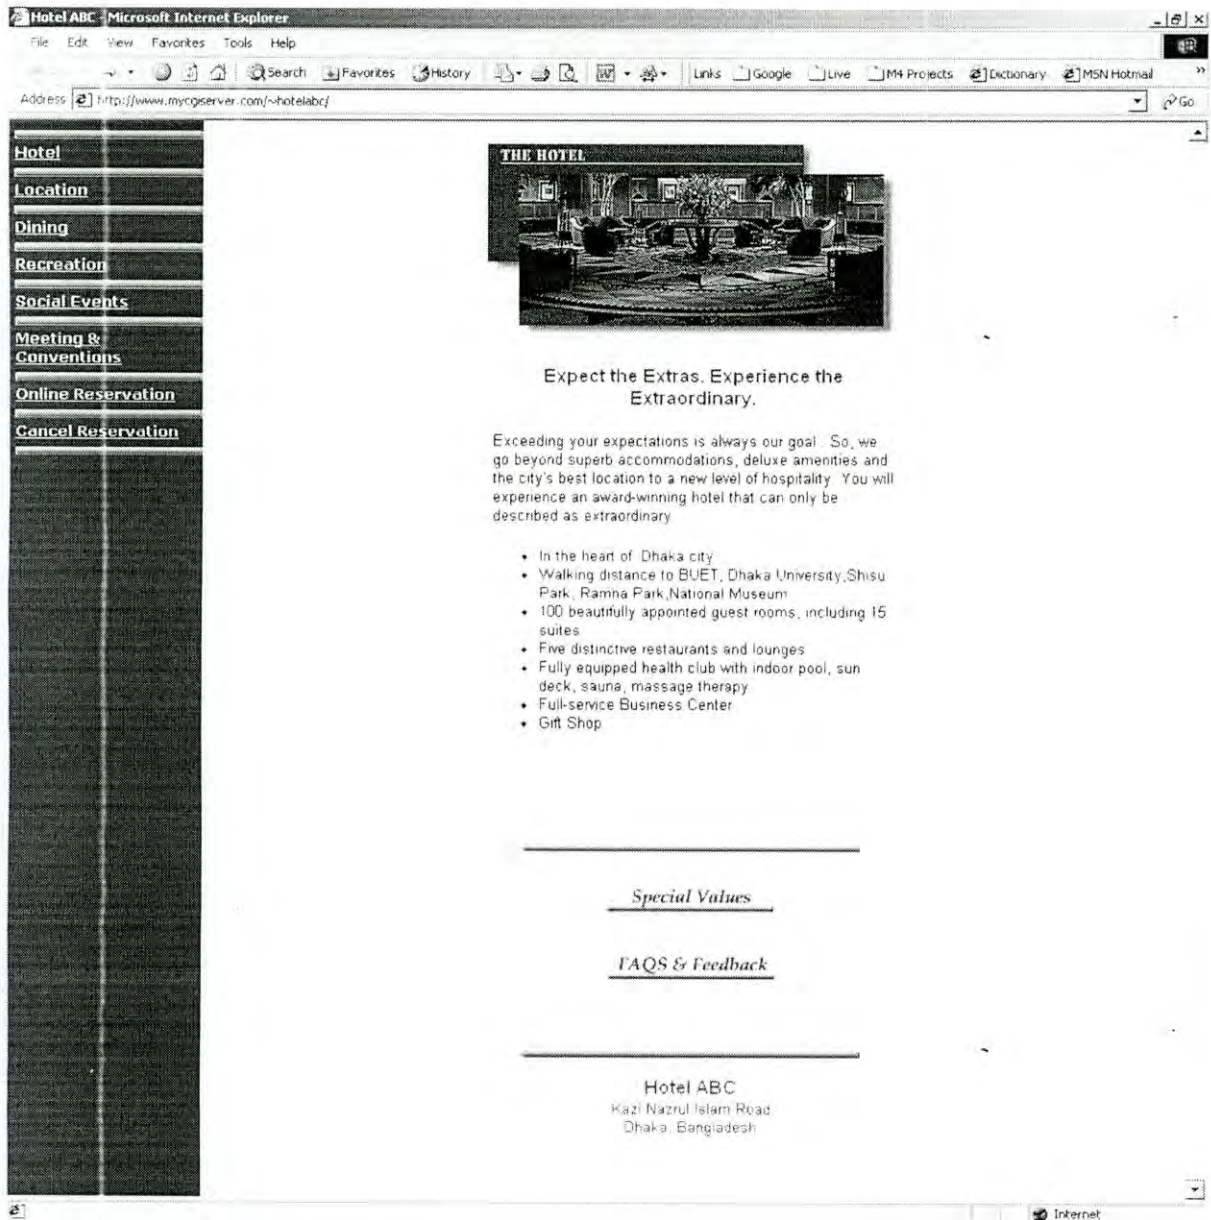 Hotel ABC - Microsoft Internet Explorer
File Edit View Favorites Tools Help
Search Favorites History Links Google Live M4 Projects Dictionary MSN Hotmail »
Address http://www.mycgiserver.com/~hotelabc/ Go
Hotel
Location
Dining
Recreation
Social Events
Meeting &
Conventions
Online Reservation
Cancel Reservation
THE HOTEL
Expect the Extras. Experience the
Extraordinary.
Exceeding your expectations is always our goal. So, we
go beyond superb accommodations, deluxe amenities and
the city's best location to a new level of hospitality. You will
experience an award-winning hotel that can only be
described as extraordinary
• In the heart of Dhaka city
• Walking distance to BUET, Dhaka University,Shisu
Park, Ramna Park,National Museum
• 100 beautifully appointed guest rooms, including 15
suites
• Five distinctive restaurants and lounges
• Fully equipped health club with indoor pool, sun
deck, sauna, massage therapy
• Full-service Business Center
• Gift Shop
Special Values
FAQS & Feedback
Hotel ABC
Kazi Nazrul Islam Road
Dhaka, Bangladesh
Internet